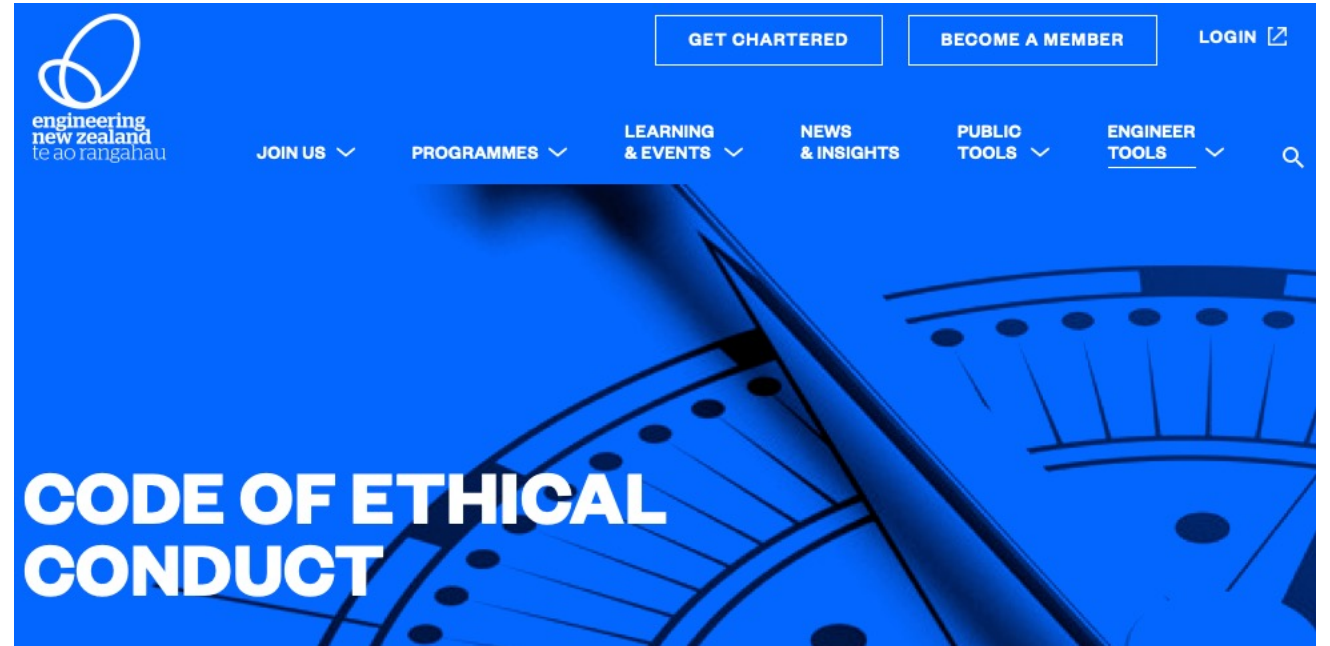 GET CHARTERED
BECOME A MEMBER
LOGIN
engineering
new zealand
te ao rangahau
JOIN US
PROGRAMMES
LEARNING
& EVENTS
NEWS
& INSIGHTS
PUBLIC
TOOLS
ENGINEER
TOOLS
CODE OF ETHICAL
CONDUCT